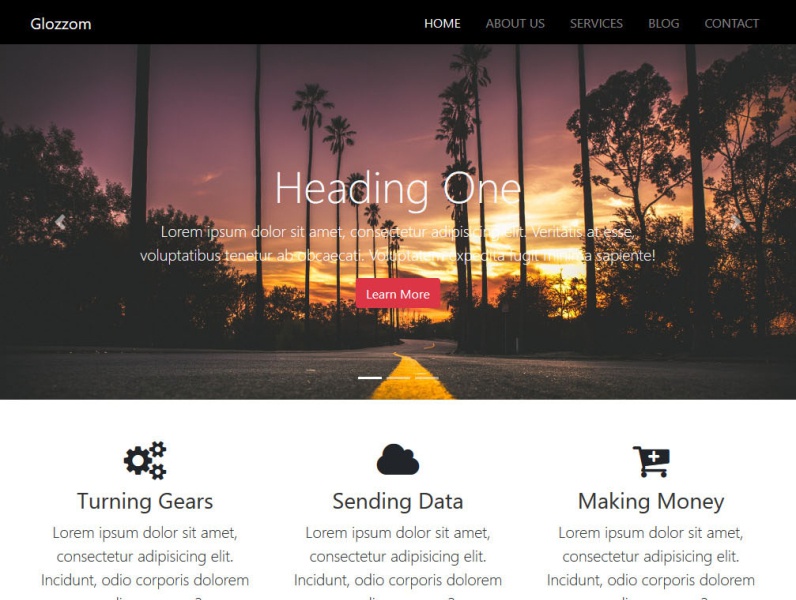 Glozzom
HOME ABOUT US SERVICES BLOG CONTACT
Heading One
Lorem ipsum dolor sit amet, consectetur adipisicing elit. Veritatis at esse,
voluptatibus tenetur ab obcaecati. Voluptatem expedita fugit minima sapiente!
Learn More
Turning Gears
Lorem ipsum dolor sit amet,
consectetur adipisicing elit.
Incidunt, odio corporis dolorem
Sending Data
Lorem ipsum dolor sit amet,
consectetur adipisicing elit.
Incidunt, odio corporis dolorem
Making Money
Lorem ipsum dolor sit amet,
consectetur adipisicing elit.
Incidunt, odio corporis dolorem